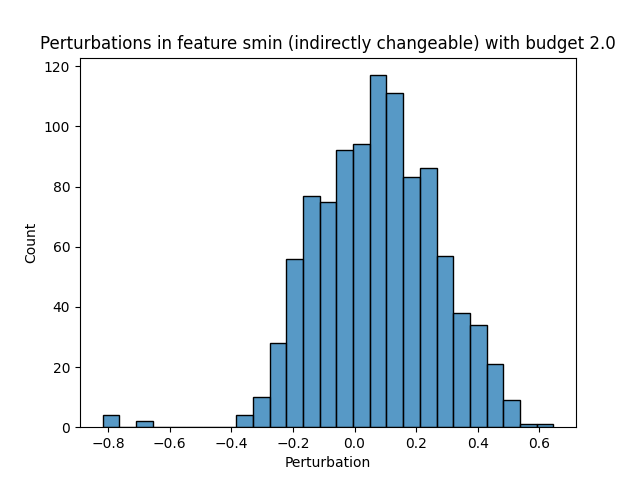 Perturbations in feature smin (indirectly changeable) with budget 2.0
120
100
80
60
40
20
0
Count
−0.8 −0.6 −0.4 −0.2 0.0 0.2 0.4 0.6
Perturbation